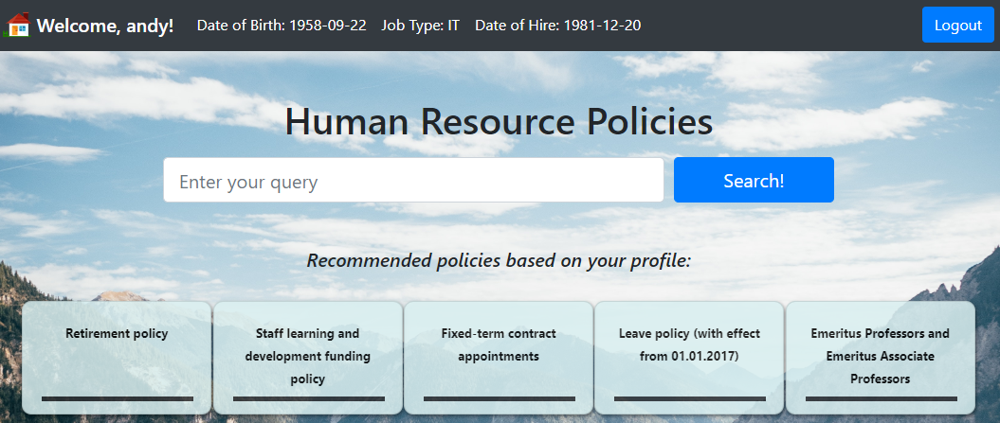 Welcome, andy! Date of Birth: 1958-09-22 Job Type: IT Date of Hire: 1981-12-20 Logout
Human Resource Policies
Enter your query Search!
Recommended policies based on your profile:
Retirement policy
Staff learning and
development funding
policy
Fixed-term contract
appointments
Leave policy (with effect
from 01.01.2017)
Emeritus Professors and
Emeritus Associate
Professors